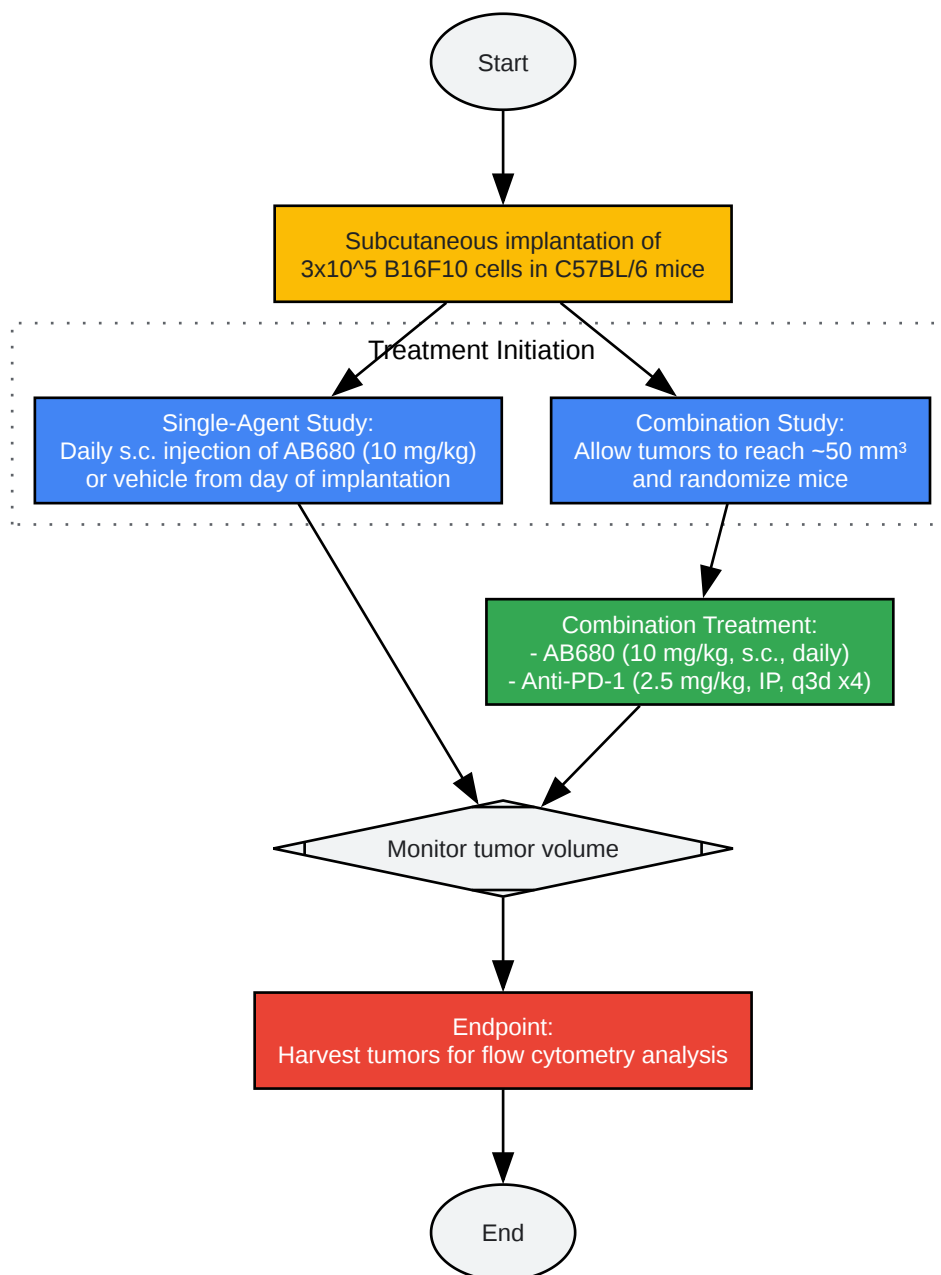 Start
Subcutaneous implantation of
3x10^5 B16F10 cells in C57BL/6 mice
Treatment Initiation
Single-Agent Study:
Daily s.c. injection of AB680 (10 mg/kg)
or vehicle from day of implantation
Combination Study:
Allow tumors to reach ~50 mm³
and randomize mice
Combination Treatment:
- AB680 (10 mg/kg, s.c., daily)
- Anti-PD-1 (2.5 mg/kg, IP, q3d x4)
Monitor tumor volume
Endpoint:
Harvest tumors for flow cytometry analysis
End